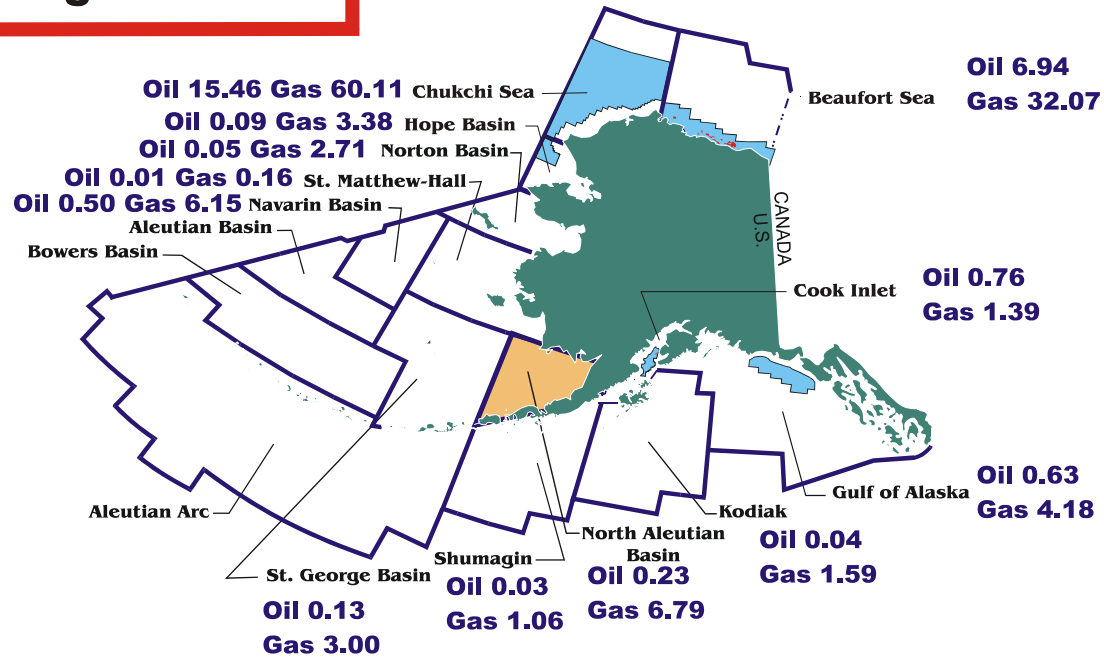 Oil 15.46 Gas 60.11 Chukchi Sea
Oil 0.09 Gas 3.38 Hope Basin
Oil 0.05 Gas 2.71 Norton Basin
Oil 0.01 Gas 0.16 St. Matthew-Hall
Oil 0.50 Gas 6.15 Navarin Basin
Aleutian Basin
Bowers Basin
Beaufort Sea
Oil 6.94
Gas 32.07
CANADA
U.S.
Cook Inlet
Oil 0.76
Gas 1.39
Aleutian Arc
St. George Basin
Oil 0.13
Gas 3.00
Shumagin
Oil 0.03
Gas 1.06
North Aleutian
Basin
Oil 0.23
Gas 6.79
Kodiak
Oil 0.04
Gas 1.59
Gulf of Alaska
Oil 0.63
Gas 4.18